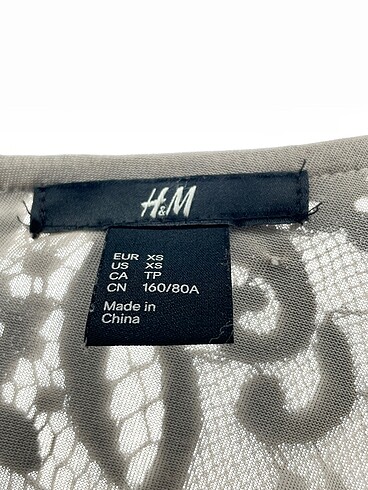 H&M
EUR XS
US XS
CA TP
CN 160/80A
Made in
China